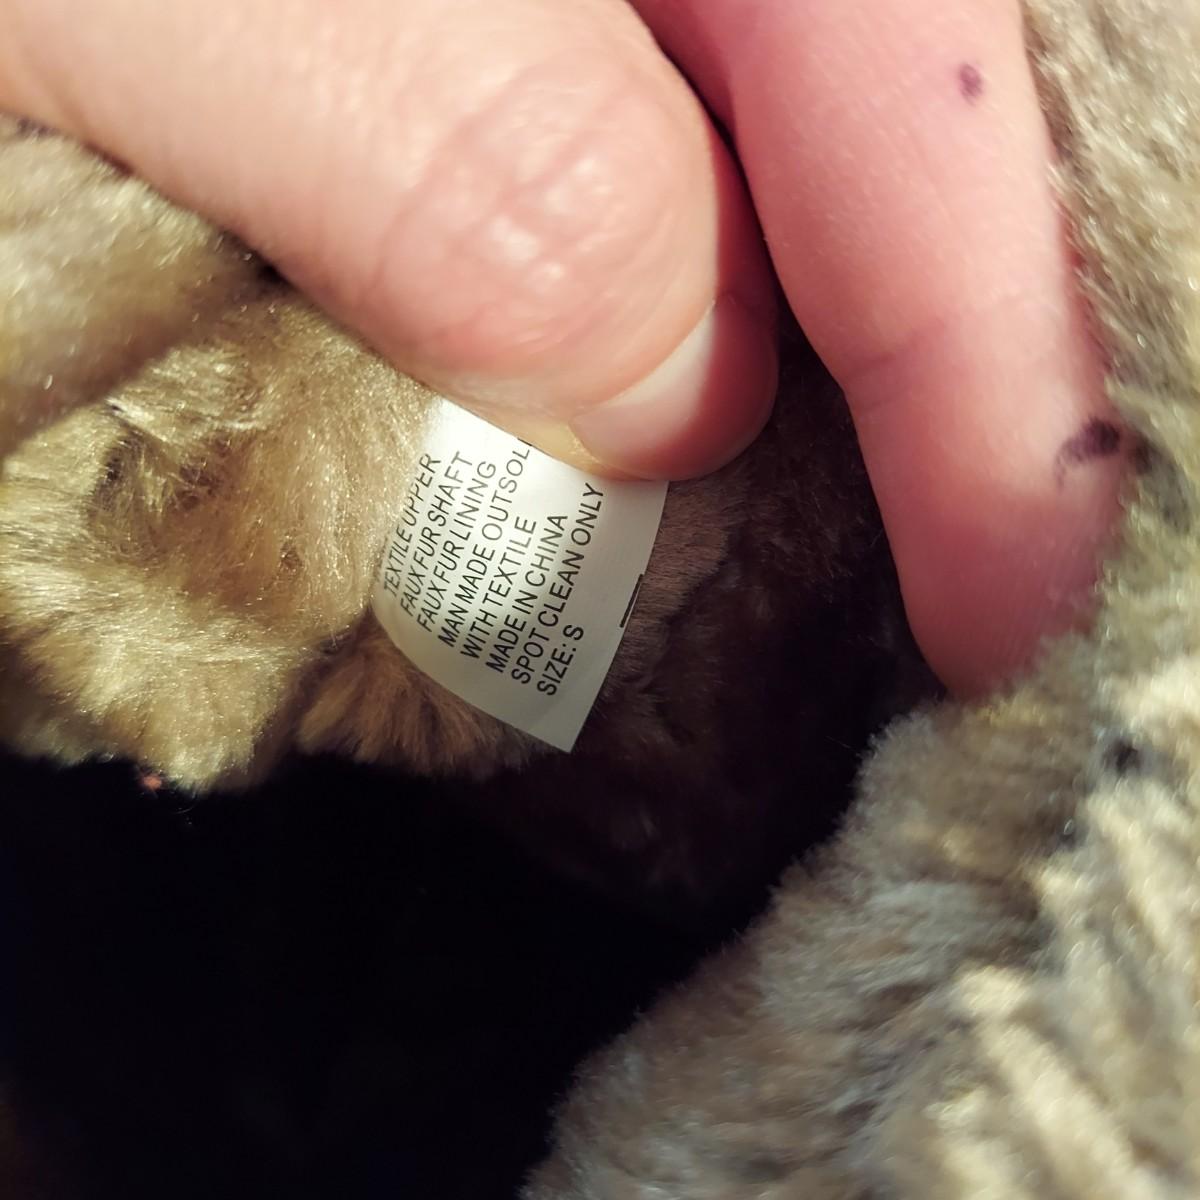 TEXTILE UPPER
FAUX FUR SHAFT
FAUX FUR LINING
MAN MADE OUTSOL
WITH TEXTILE
MADE IN CHINA
SPOT CLEAN ONLY
SIZE: S